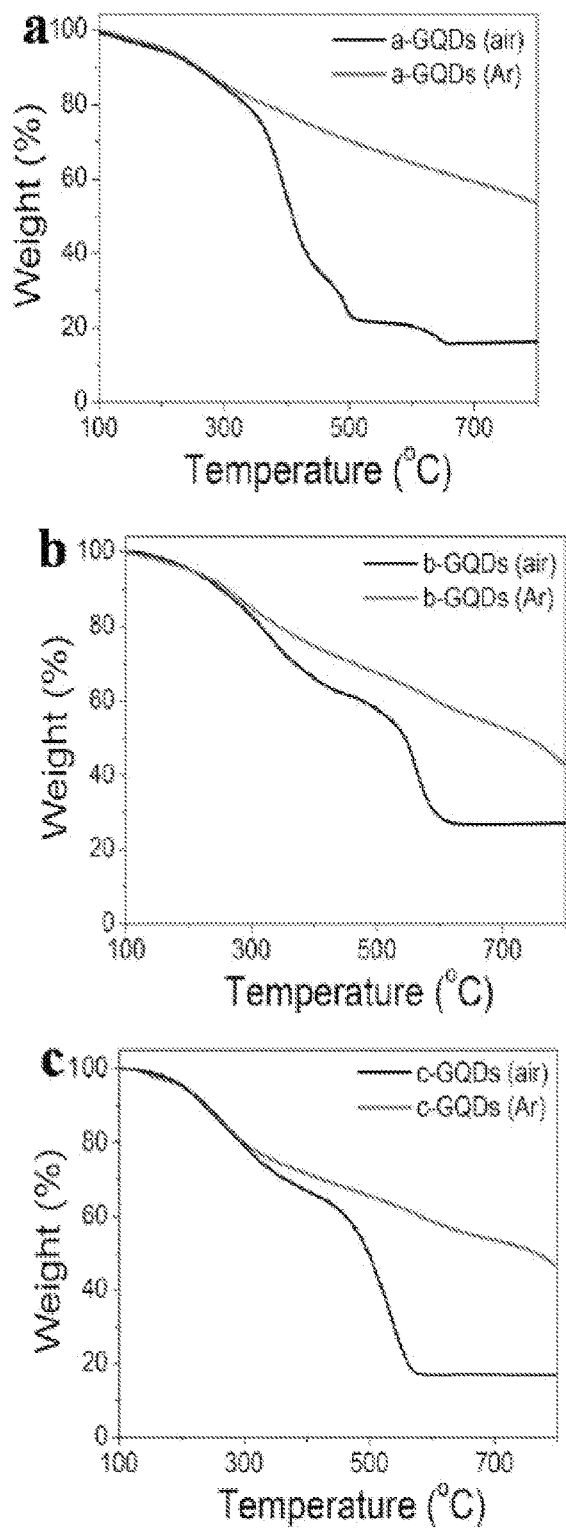 a
a-GQDs (air)
a-GQDs (Ar)
100
80
60
40
20
0
Weight (%)
100 300 500 700
Temperature (°C)
b
b-GQDs (air)
b-GQDs (Ar)
100
80
60
40
20
0
Weight (%)
100 300 500 700
Temperature (°C)
c
c-GQDs (air)
c-GQDs (Ar)
100
80
60
40
20
0
Weight (%)
100 300 500 700
Temperature (°C)